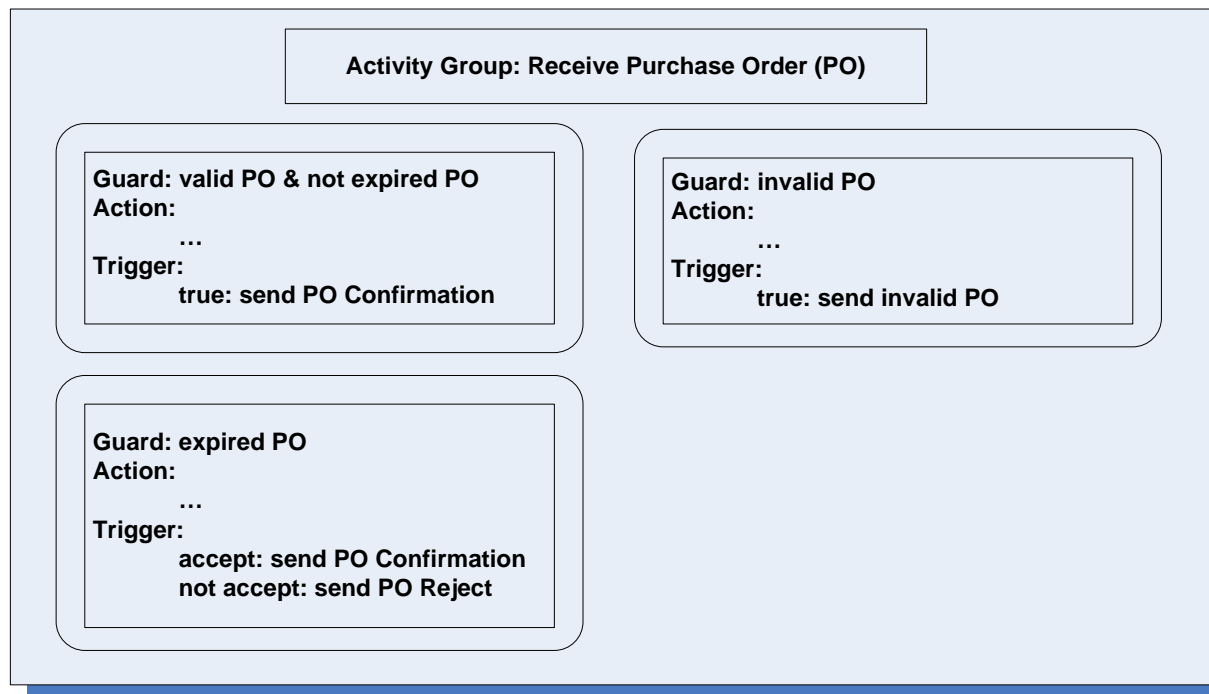 Activity Group: Receive Purchase Order (PO)
Guard: valid PO & not expired PO
Action:
…
Trigger:
true: send PO Confirmation
Guard: invalid PO
Action:
…
Trigger:
true: send invalid PO
Guard: expired PO
Action:
…
Trigger:
accept: send PO Confirmation
not accept: send PO Reject